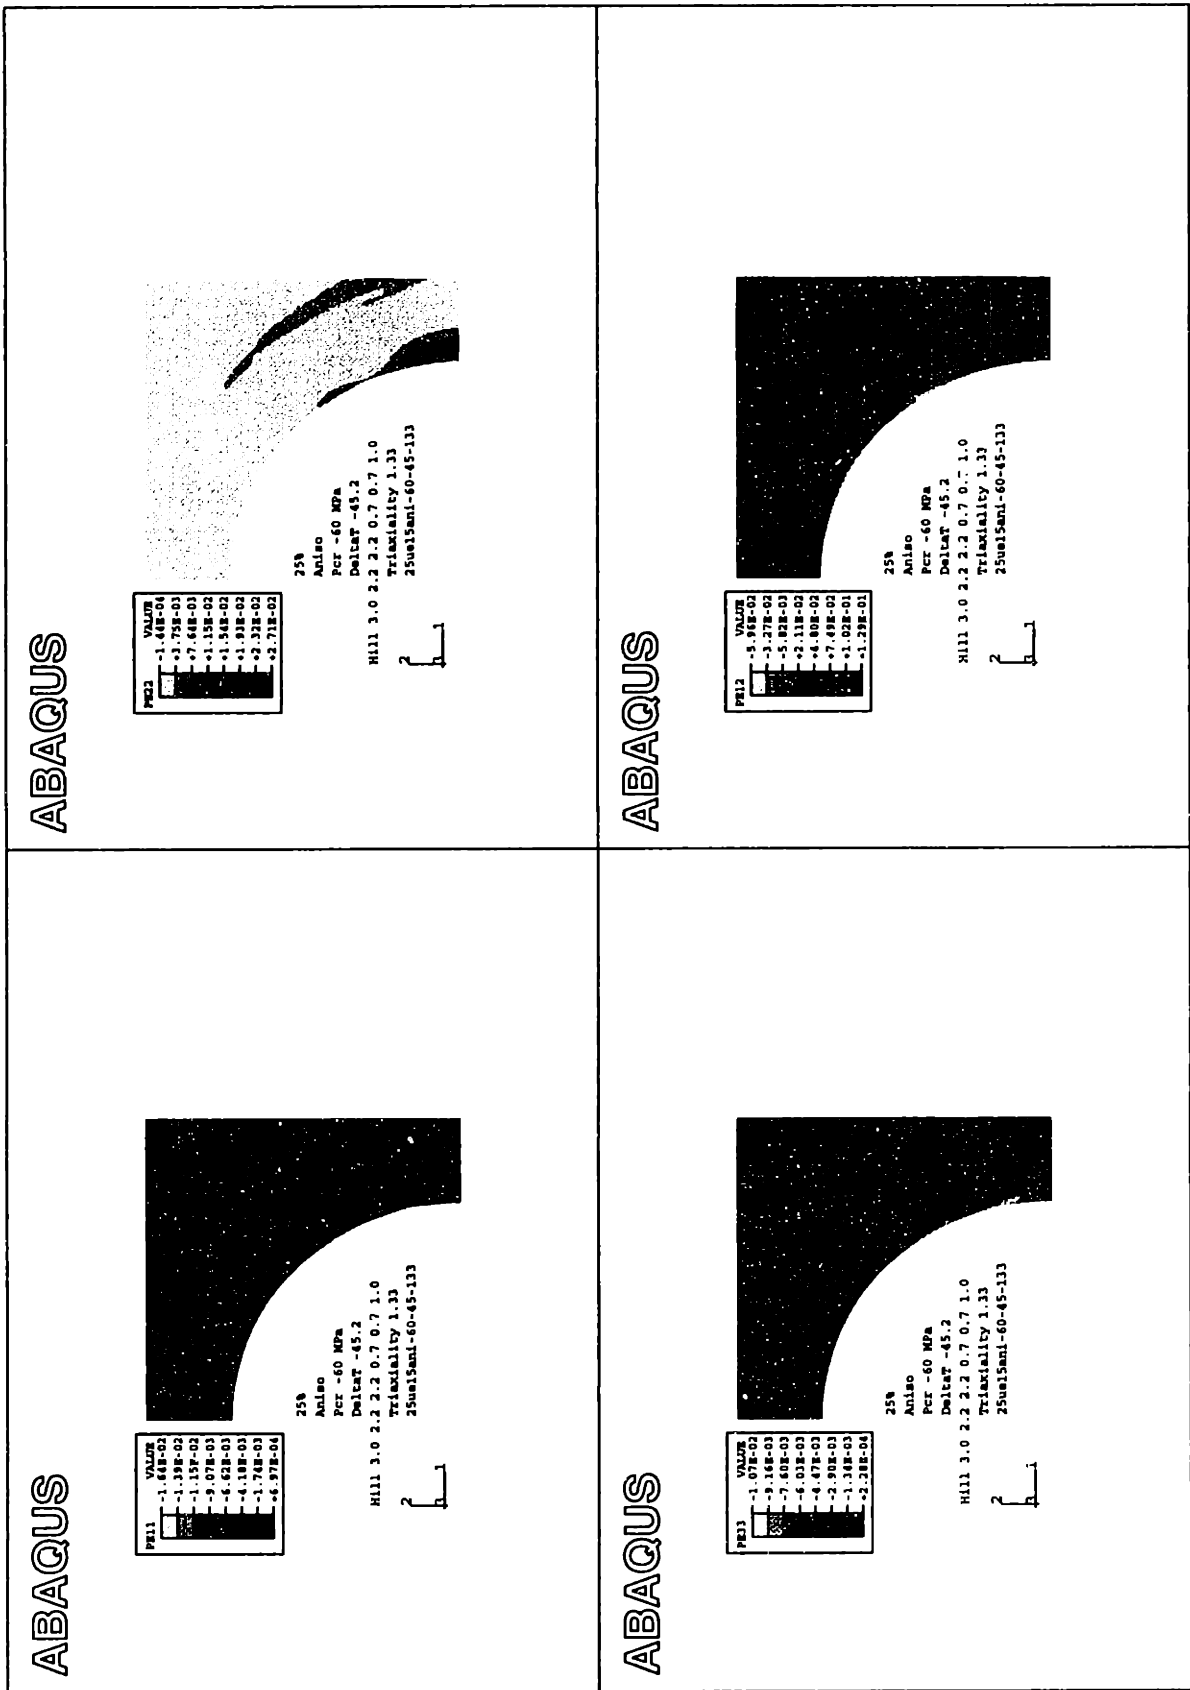 ABAQUS
PE11 VALUE
-1.64E-02
-1.39E-02
-1.15E-02
-9.07E-03
-6.62E-03
-4.18E-03
-1.74E-03
+6.97E-04
25%
Aniso
Pcr -60 MPa
DeltaT -45.2
Hill 3.0 2.2 2.2 0.7 0.7 1.0
Triaxiality 1.33
25uel5ani-60-45-133
2
3 1
ABAQUS
PE22 VALUE
-1.44E-04
+3.75E-03
+7.64E-03
+1.15E-02
+1.54E-02
+1.93E-02
+2.32E-02
+2.71E-02
25%
Aniso
Pcr -60 MPa
DeltaT -45.2
Hill 3.0 2.2 2.2 0.7 0.7 1.0
Triaxiality 1.33
25uel5ani-60-45-133
2
3 1
ABAQUS
PE33 VALUE
-1.07E-02
-9.16E-03
-7.60E-03
-6.03E-03
-4.47E-03
-2.90E-03
-1.34E-03
+2.28E-04
25%
Aniso
Pcr -60 MPa
DeltaT -45.2
Hill 3.0 2.2 2.2 0.7 0.7 1.0
Triaxiality 1.33
25uel5ani-60-45-133
2
3 1
ABAQUS
PE12 VALUE
-5.96E-02
-3.27E-02
-5.82E-03
+2.11E-02
+4.80E-02
+7.49E-02
+1.02E-01
+1.29E-01
25%
Aniso
Pcr -60 MPa
DeltaT -45.2
Hill 3.0 2.2 2.2 0.7 0.7 1.0
Triaxiality 1.33
25uel5ani-60-45-133
2
3 1